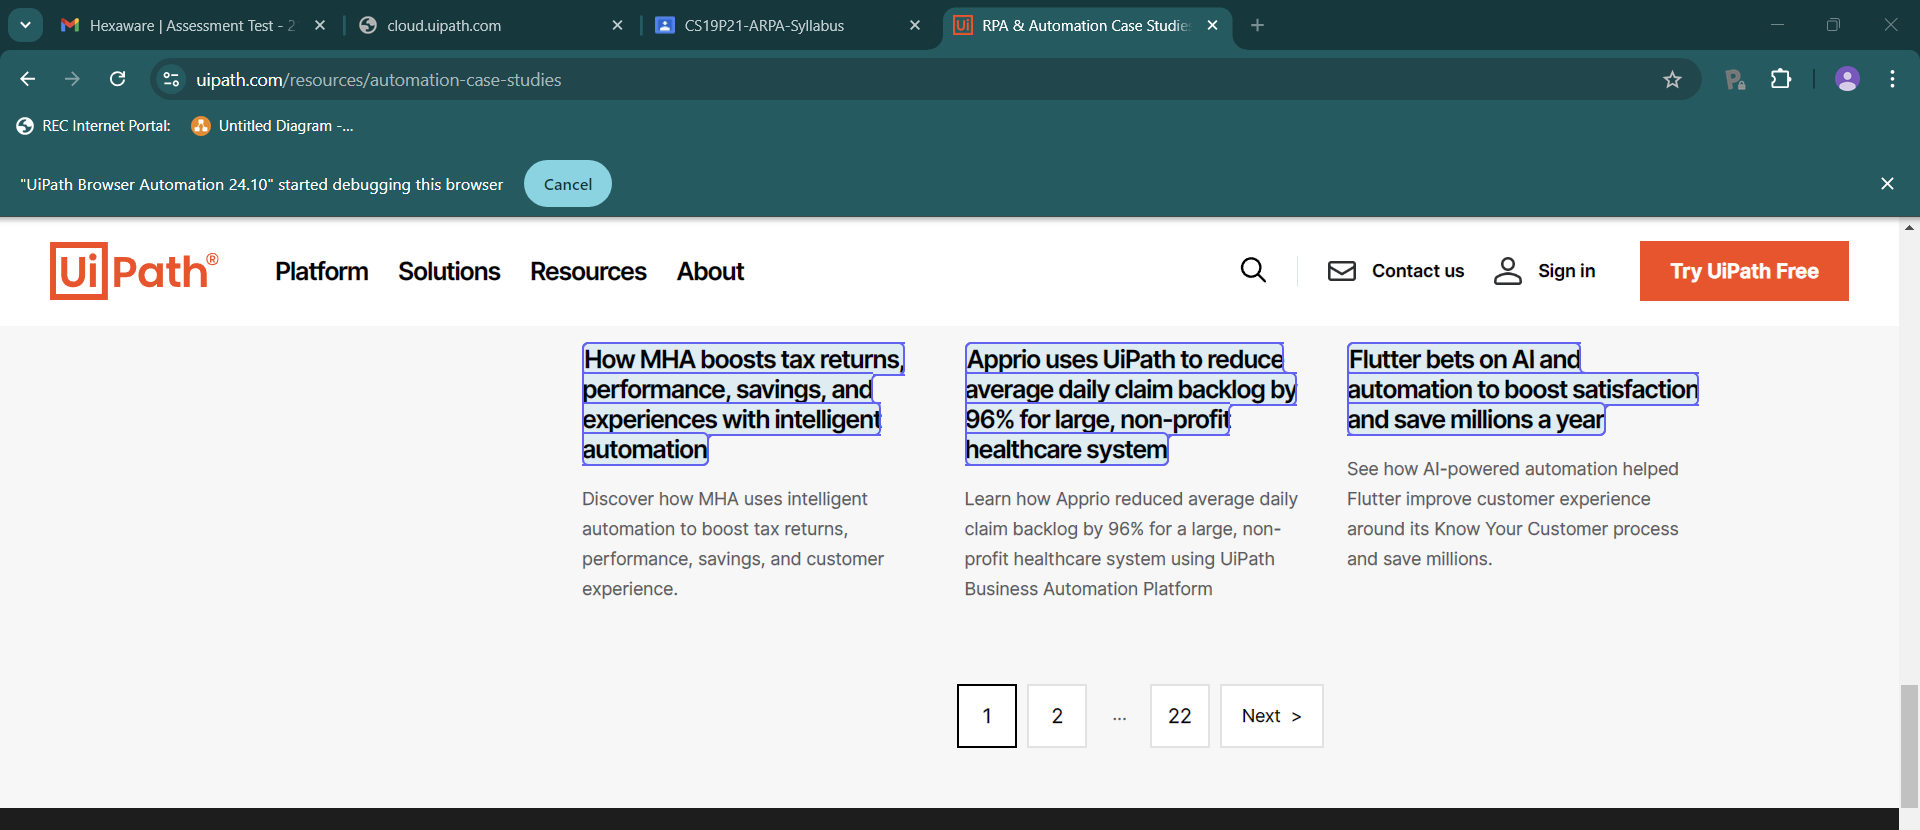 Hexaware | Assessment Test - 2
cloud.uipath.com
CS19P21-ARPA-Syllabus
RPA & Automation Case Studies
uipath.com/resources/automation-case-studies
REC Internet Portal:
Untitled Diagram -...
"UiPath Browser Automation 24.10" started debugging this browser
Cancel
UiPath®
Platform
Solutions
Resources
About
Contact us
Sign in
Try UiPath Free
How MHA boosts tax returns,
performance, savings, and
experiences with intelligent
automation
Discover how MHA uses intelligent
automation to boost tax returns,
performance, savings, and customer
experience.
Apprio uses UiPath to reduce
average daily claim backlog by
96% for large, non-profit
healthcare system
Learn how Apprio reduced average daily
claim backlog by 96% for a large, non-
profit healthcare system using UiPath
Business Automation Platform
Flutter bets on AI and
automation to boost satisfaction
and save millions a year
See how AI-powered automation helped
Flutter improve customer experience
around its Know Your Customer process
and save millions.
1
2
...
22
Next >